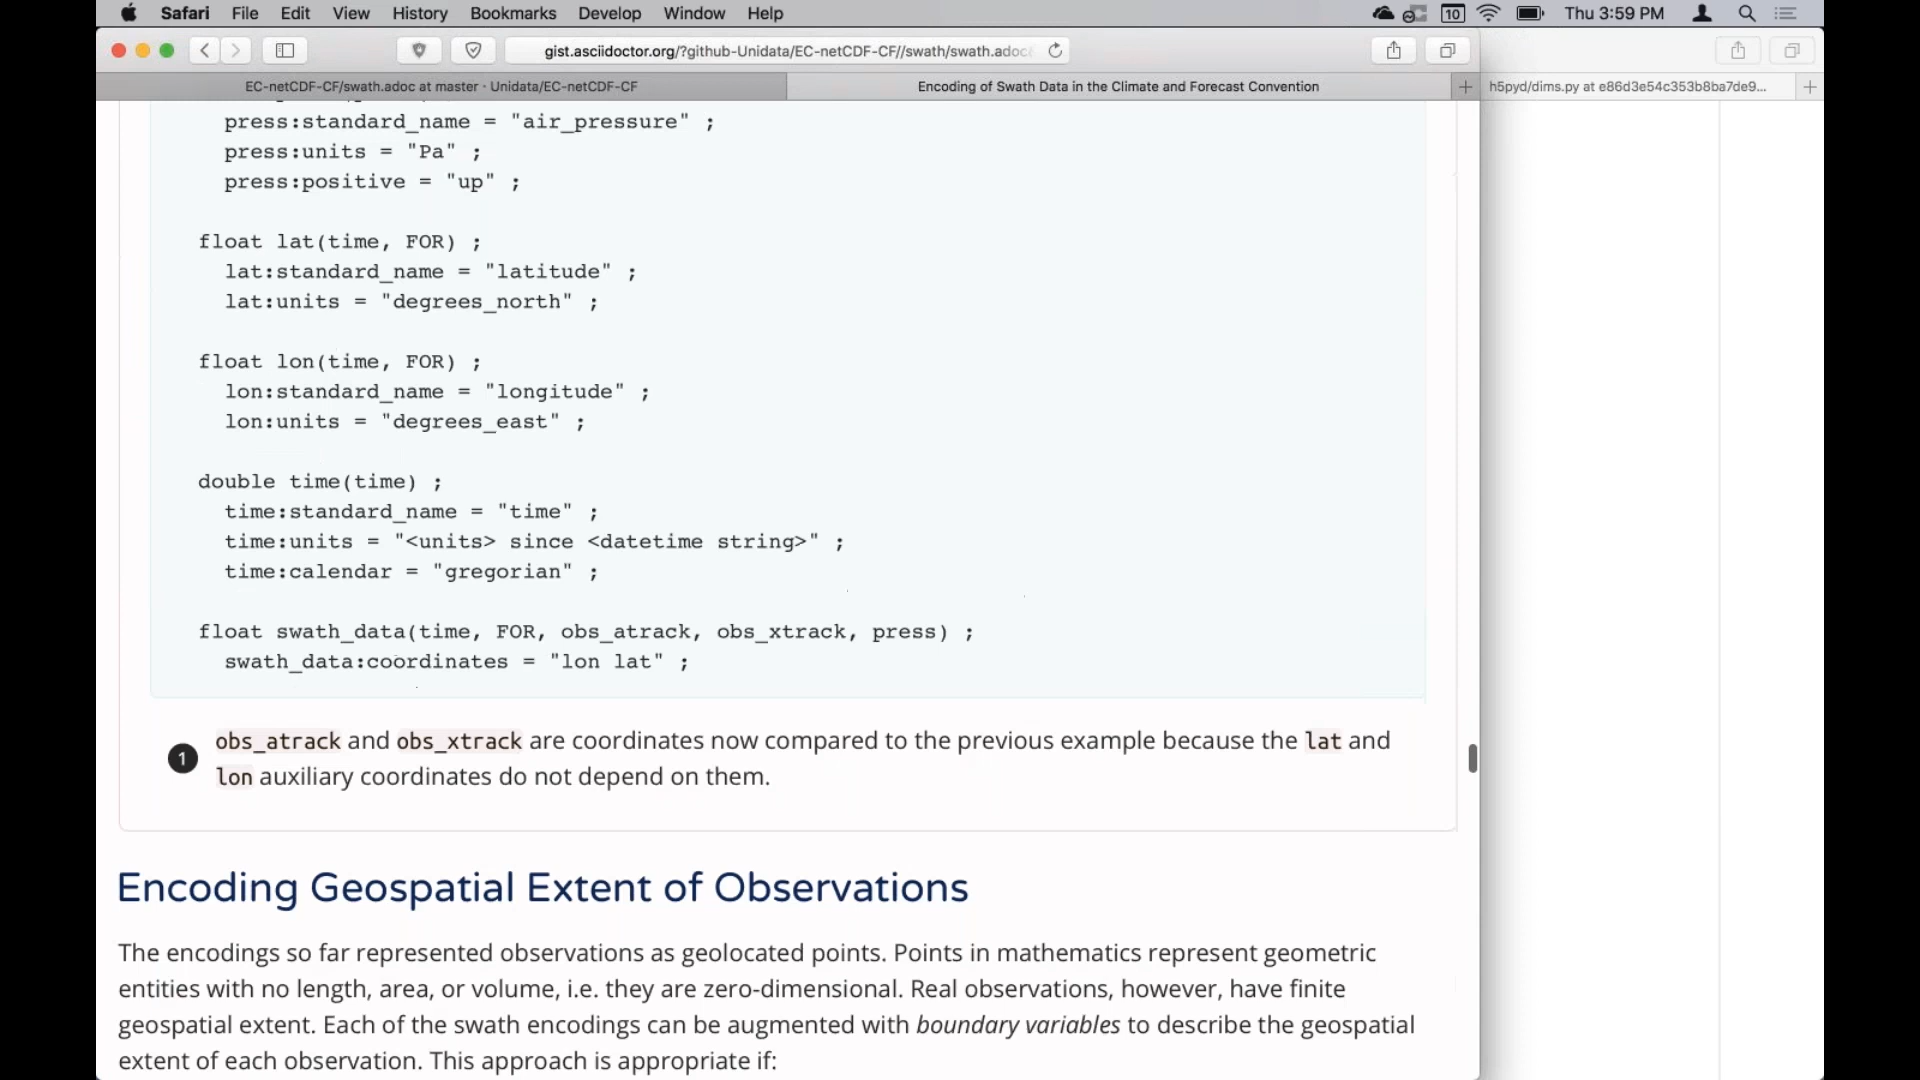 Safari File Edit View History Bookmarks Develop Window Help 10 Thu 3:59 PM
gist.asciidoctor.org/?github-Unidata/EC-netCDF-CF//swath/swath.adoc
EC-netCDF-CF/swath.adoc at master · Unidata/EC-netCDF-CF
Encoding of Swath Data in the Climate and Forecast Convention
h5pyd/dims.py at e86d3e54c353b8ba7de9...
press:standard_name = "air_pressure" ;
press:units = "Pa" ;
press:positive = "up" ;
float lat(time, FOR) ;
lat:standard_name = "latitude" ;
lat:units = "degrees_north" ;
float lon(time, FOR) ;
lon:standard_name = "longitude" ;
lon:units = "degrees_east" ;
double time(time) ;
time:standard_name = "time" ;
time:units = "<units> since <datetime string>" ;
time:calendar = "gregorian" ;
float swath_data(time, FOR, obs_atrack, obs_xtrack, press) ;
swath_data:coordinates = "lon lat" ;
1 obs_atrack and obs_xtrack are coordinates now compared to the previous example because the lat and
lon auxiliary coordinates do not depend on them.
Encoding Geospatial Extent of Observations
The encodings so far represented observations as geolocated points. Points in mathematics represent geometric
entities with no length, area, or volume, i.e. they are zero-dimensional. Real observations, however, have finite
geospatial extent. Each of the swath encodings can be augmented with boundary variables to describe the geospatial
extent of each observation. This approach is appropriate if: